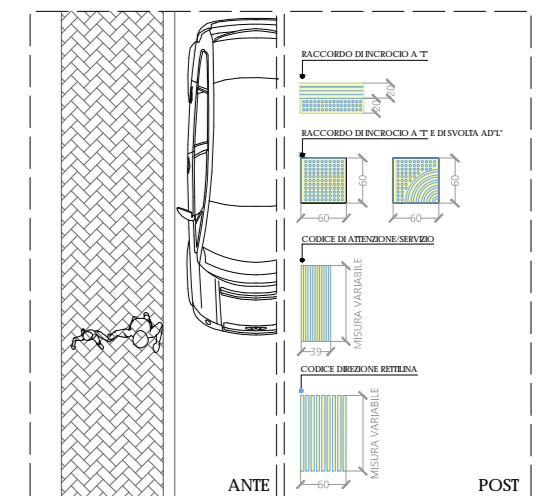 RACCORDO DI INCROCIO A "T"
20
20
RACCORDO DI INCROCIO A "T" E DI SVOLTA AD "L"
60
60
60
60
CODICE DI ATTENZIONE/SERVIZIO
MISURA VARIABILE
39
CODICE DIREZIONE RETTILINA
MISURA VARIABILE
60
ANTE
POST